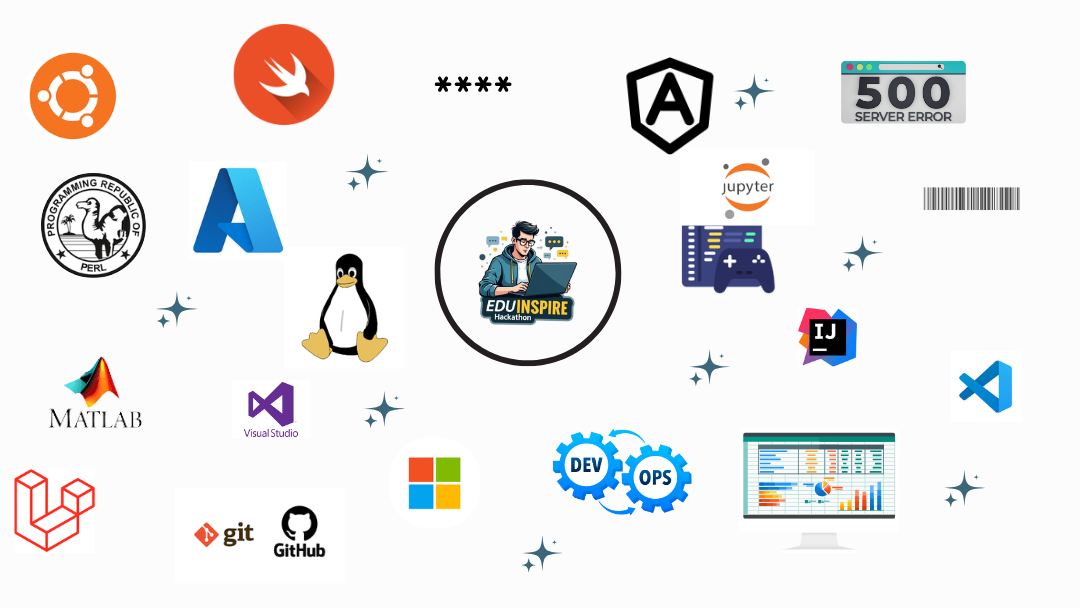 ****
500
SERVER ERROR
PROGRAMMING REPUBLIC OF
PERL
jupyter
EDUINSPIRE
Hackathon
IJ
MATLAB
Visual Studio
DEV
OPS
git
GitHub